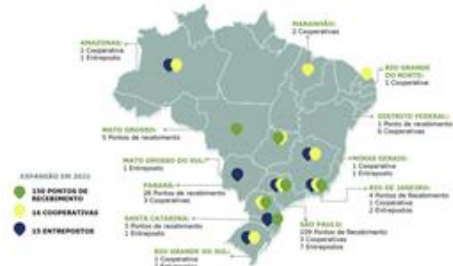 AMAZONAS:
1 Cooperativa
1 Entreposto
MARANHÃO:
2 Cooperativas
RIO GRANDE
DO NORTE:
1 Cooperativa
DISTRITO FEDERAL:
1 Ponto de recebimento
6 Cooperativas
MATO GROSSO:
5 Pontos de recebimento
MATO GROSSO DO SUL:
1 Entreposto
MINAS GERAIS:
1 Cooperativa
1 Entreposto
PARANÁ:
28 Pontos de recebimento
3 Cooperativas
RIO DE JANEIRO:
4 Pontos de Recebimento
1 Cooperativa
2 Entrepostos
SANTA CATARINA:
3 Pontos de recebimento
1 Entreposto
SÃO PAULO:
109 Pontos de Recebimento
3 Cooperativas
7 Entrepostos
RIO GRANDE DO SUL:
1 Cooperativa
EXPANSÃO EM 2021
150 PONTOS DE
RECEBIMENTO
16 COOPERATIVAS
15 ENTREPOSTOS